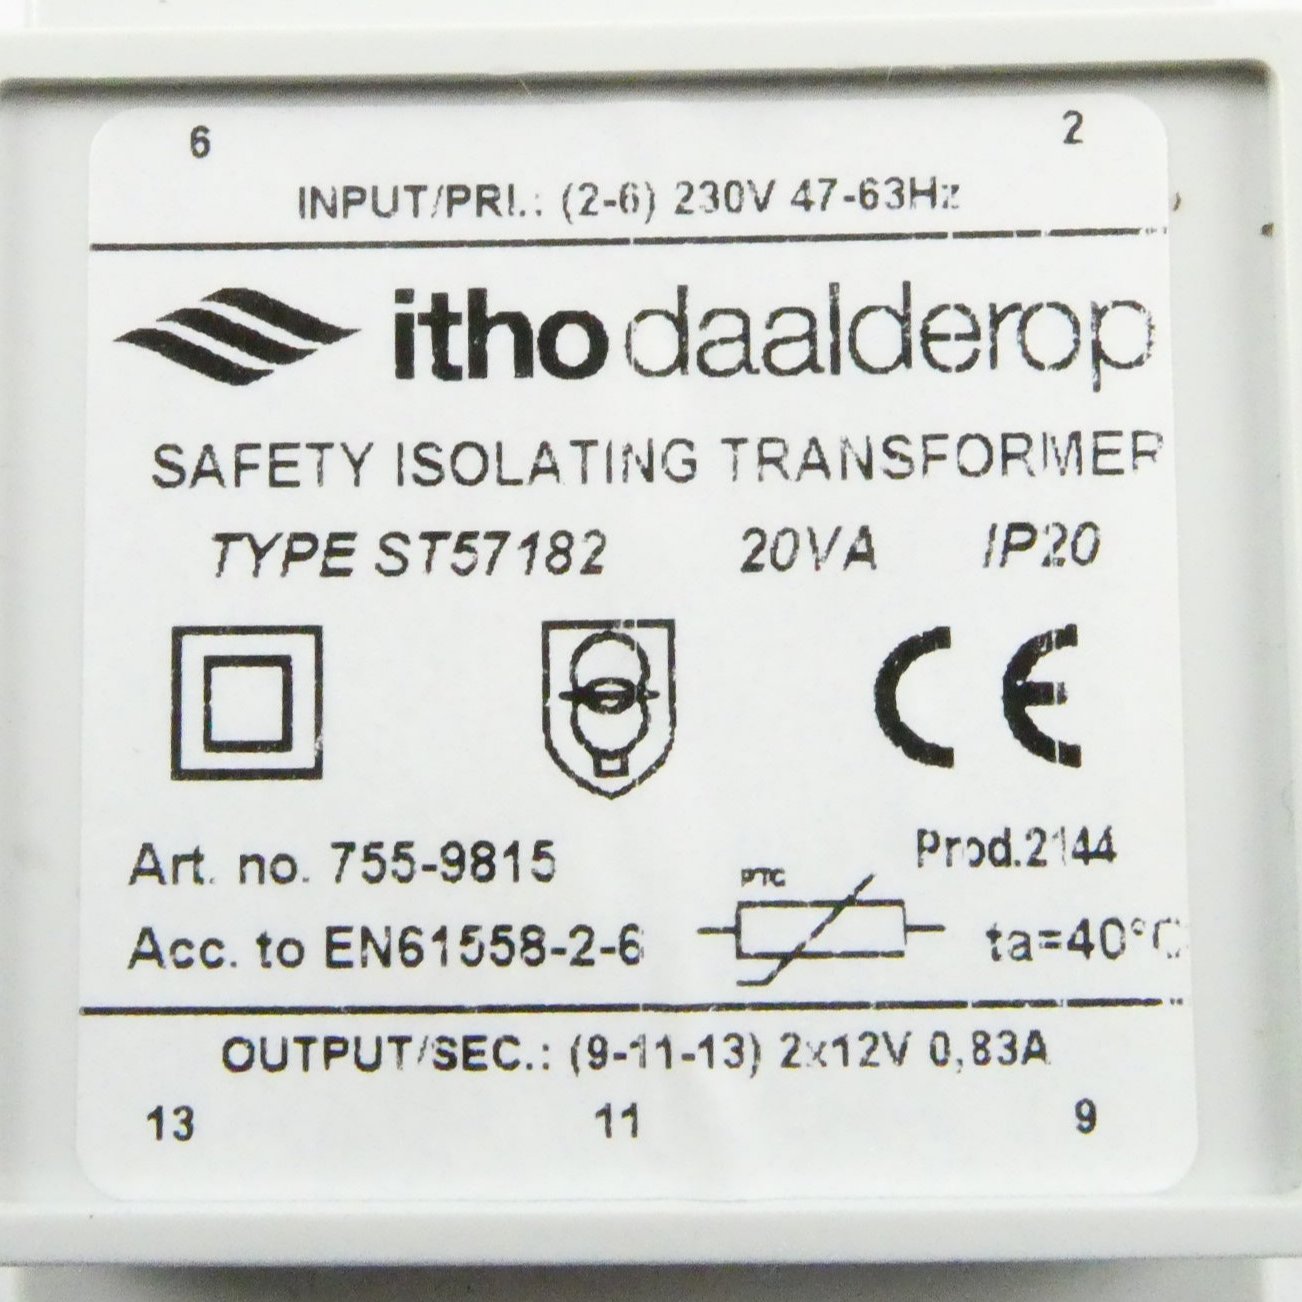 6 2
INPUT/PRI.: (2-6) 230V 47-63Hz
itho daalderop
SAFETY ISOLATING TRANSFORMER
TYPE ST57182 20VA IP20
CE
Art. no. 755-9815 Prod.2144
PTC
Acc. to EN61558-2-6 ta=40°C
OUTPUT/SEC.: (9-11-13) 2x12V 0,83A
13 11 9